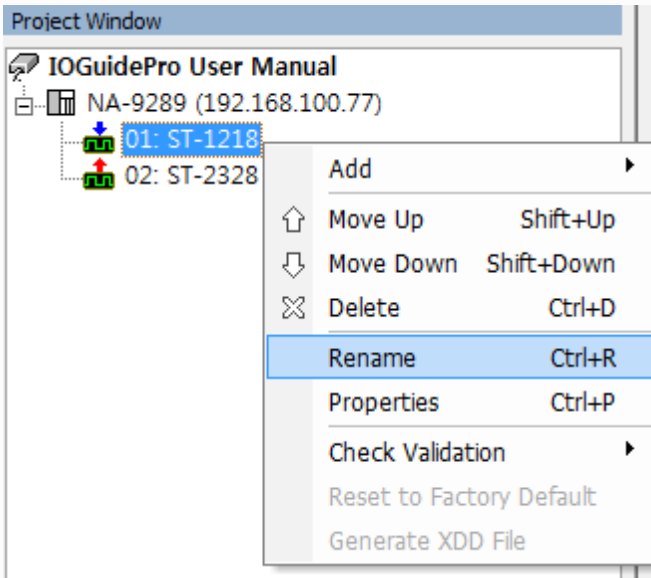 Project Window
IOGuidePro User Manual
NA-9289 (192.168.100.77)
01: ST-1218
02: ST-2328
Add
Move Up Shift+Up
Move Down Shift+Down
Delete Ctrl+D
Rename Ctrl+R
Properties Ctrl+P
Check Validation
Reset to Factory Default
Generate XDD File